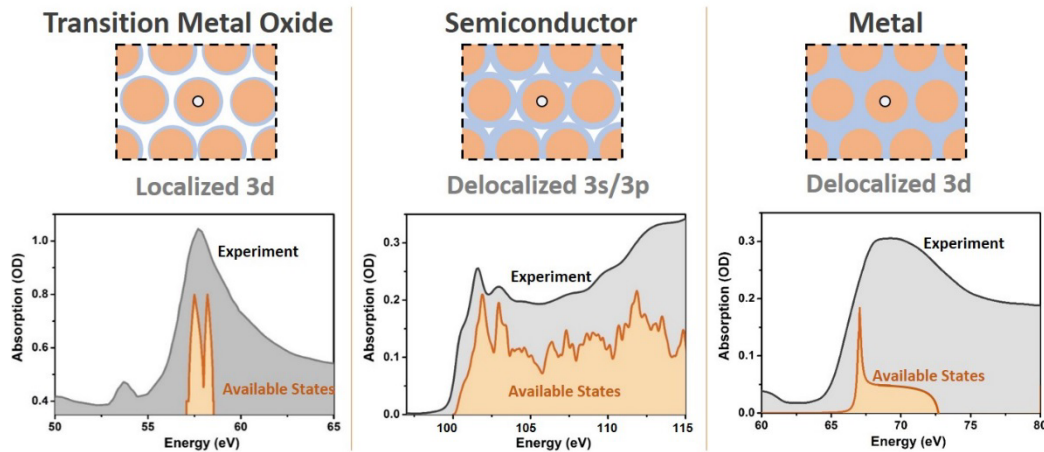 Transition Metal Oxide
Localized 3d
Absorption (OD)
1.0
0.8
0.6
0.4
Experiment
Available States
50
55
60
65
Energy (eV)
Semiconductor
Delocalized 3s/3p
Absorption (OD)
0.3
0.2
0.1
0.0
Experiment
Available States
100
105
110
115
Energy (eV)
Metal
Delocalized 3d
Absorption (OD)
0.3
0.2
0.1
0.0
Experiment
Available States
60
65
70
75
80
Energy (eV)